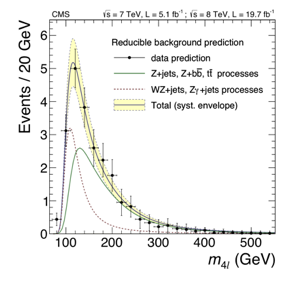 CMS √s = 7 TeV, L = 5.1 fb⁻¹ ; √s = 8 TeV, L = 19.7 fb⁻¹
Reducible background prediction
data prediction
Z+jets, Z+bb̅, tt̅ processes
WZ+jets, Zγ+jets processes
Total (syst. envelope)
Events / 20 GeV
6
5
4
3
2
1
0
100 200 300 400 500
m₄ₗ (GeV)